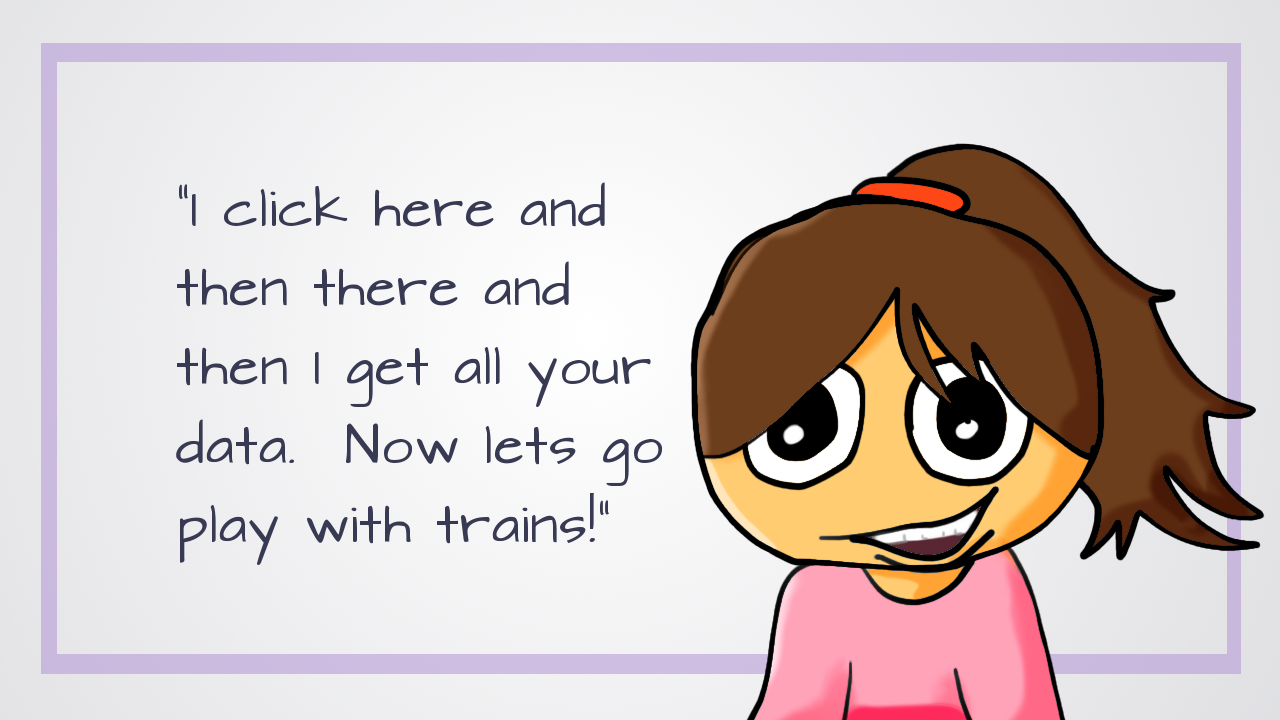 "I click here and
then there and
then I get all your
data.  Now lets go
play with trains!"